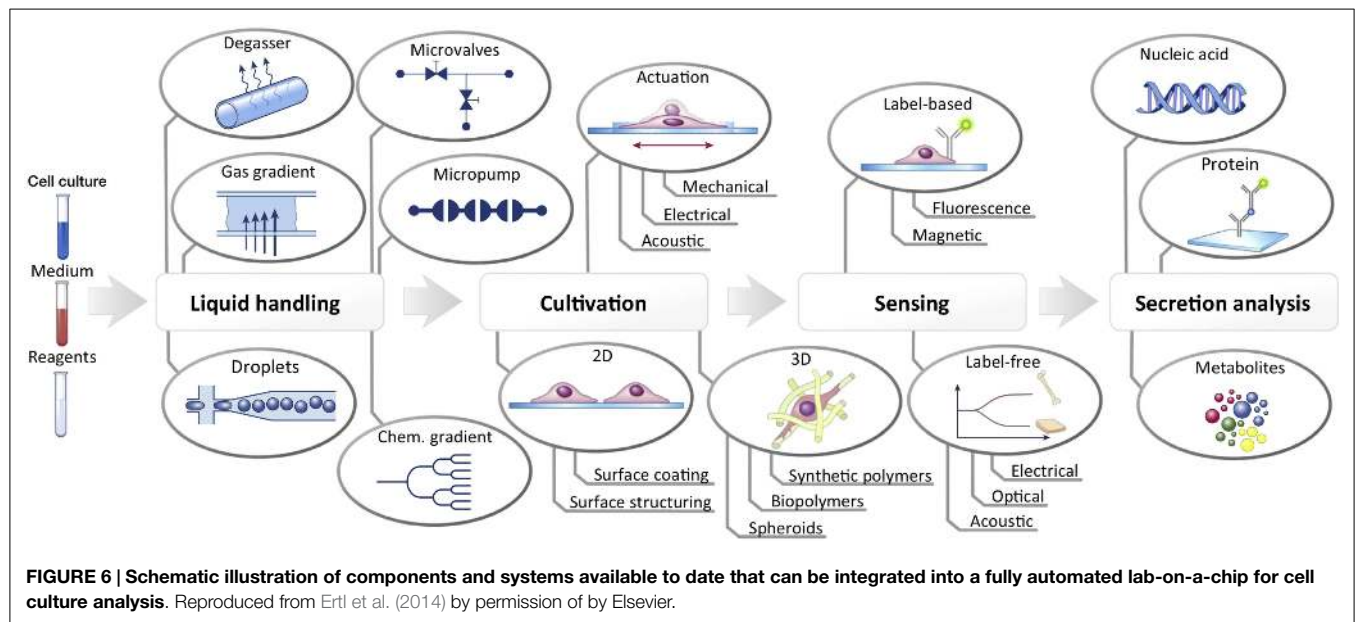 Degasser
Microvalves
Actuation
Nucleic acid
Label-based
Gas gradient
Micropump
Protein
Cell culture
Mechanical
Electrical
Acoustic
Fluorescence
Magnetic
Medium
Liquid handling
Cultivation
Sensing
Secretion analysis
Reagents
Droplets
2D
3D
Label-free
Metabolites
Chem. gradient
Surface coating
Surface structuring
Synthetic polymers
Biopolymers
Spheroids
Electrical
Optical
Acoustic
FIGURE 6 | Schematic illustration of components and systems available to date that can be integrated into a fully automated lab-on-a-chip for cell
culture analysis. Reproduced from Ertl et al. (2014) by permission of by Elsevier.